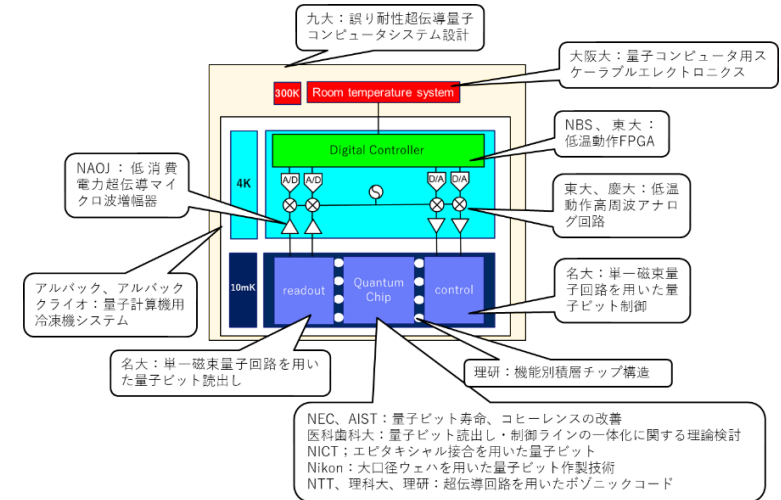 九大：誤り耐性超伝導量子
コンピュータシステム設計
大阪大：量子コンピュータ用ス
ケーラブルエレクトロニクス
300K
Room temperature system
NBS、東大：
低温動作FPGA
Digital Controller
4K
A/D
A/D
D/A
D/A
NAOJ：低消費
電力超伝導マイ
クロ波増幅器
東大、慶大：低温
動作高周波アナロ
グ回路
アルバック、アルバック
クライオ：量子計算機用
冷凍機システム
10mK
readout
Quantum
Chip
control
名大：単一磁束量
子回路を用いた量
子ビット制御
名大：単一磁束量子回路を用い
た量子ビット読出し
理研：機能別積層チップ構造
NEC、AIST：量子ビット寿命、コヒーレンスの改善
医科歯科大：量子ビット読出し・制御ラインの一体化に関する理論検討
NICT；エピタキシャル接合を用いた量子ビット
Nikon：大口径ウェハを用いた量子ビット作製技術
NTT、理科大、理研：超伝導回路を用いたボゾニックコード